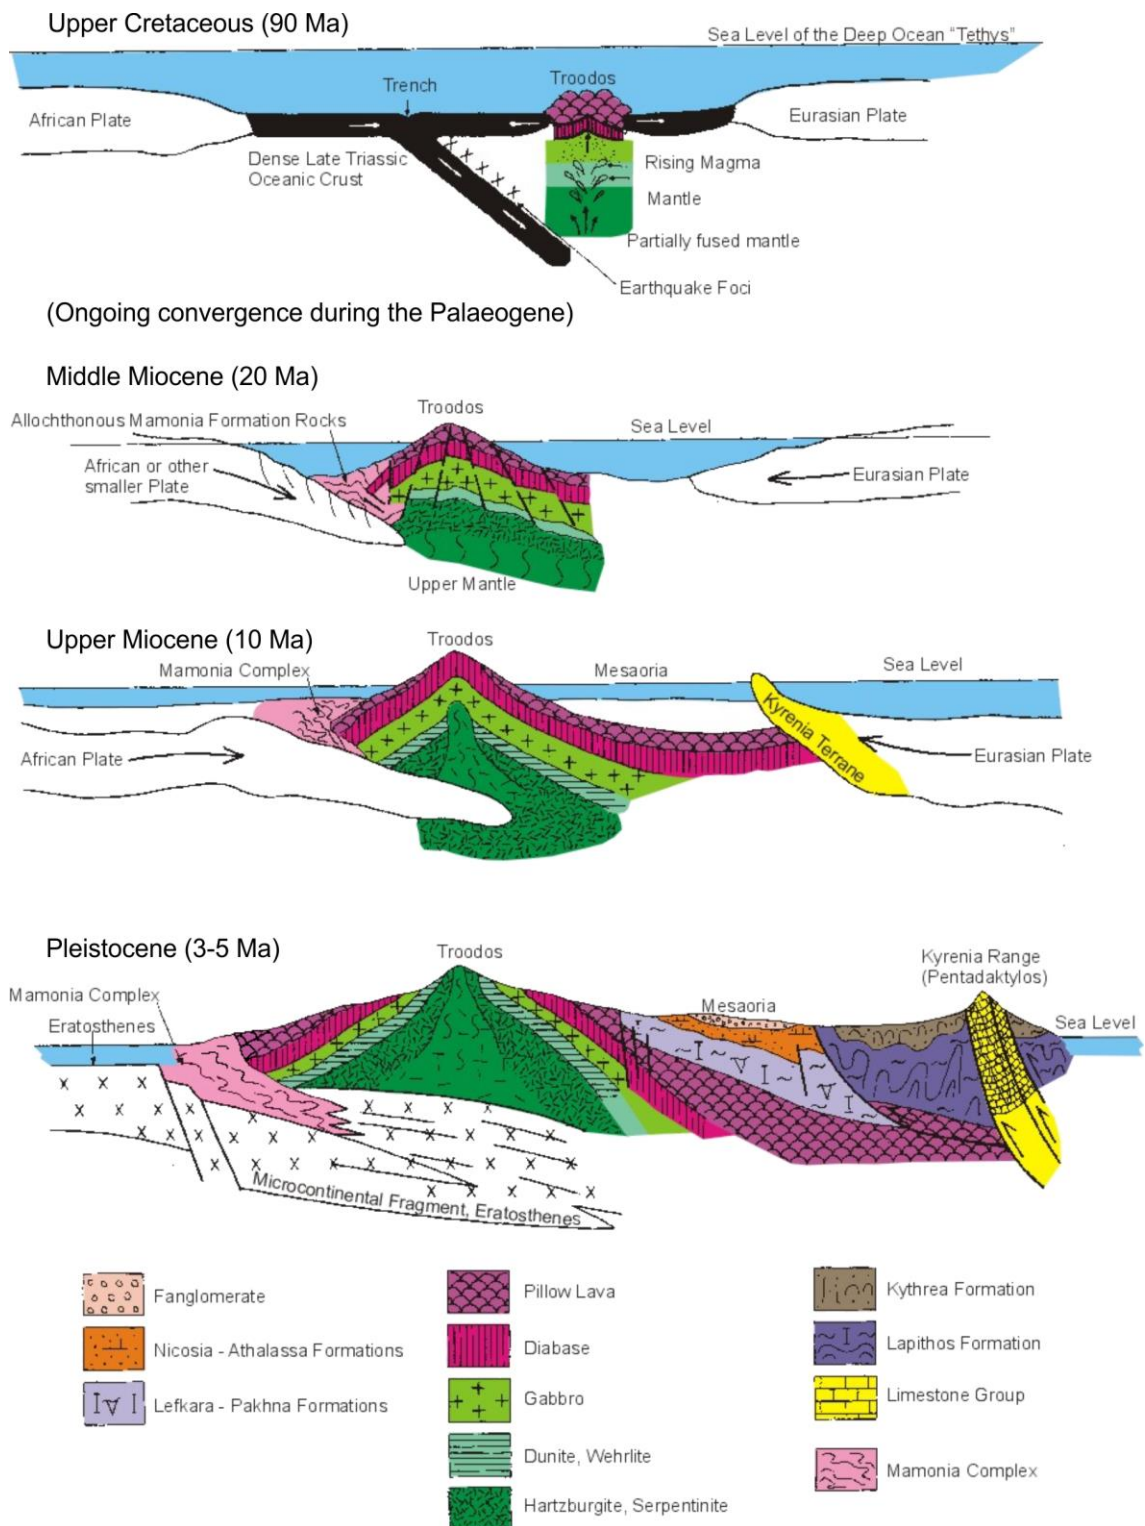 Upper Cretaceous (90 Ma)
Sea Level of the Deep Ocean "Tethys"
Trench
Troodos
African Plate
Eurasian Plate
Dense Late Triassic
Oceanic Crust
Rising Magma
Mantle
Partially fused mantle
Earthquake Foci
(Ongoing convergence during the Palaeogene)
Middle Miocene (20 Ma)
Troodos
Allochthonous Mamonia Formation Rocks
Sea Level
African or other
smaller Plate
Eurasian Plate
Upper Mantle
Upper Miocene (10 Ma)
Troodos
Mamonia Complex
Mesaoria
Sea Level
Kyrenia Terrane
African Plate
Eurasian Plate
Pleistocene (3-5 Ma)
Troodos
Kyrenia Range
(Pentadaktylos)
Mamonia Complex
Mesaoria
Eratosthenes
Sea Level
Microcontinental Fragment, Eratosthenes
Fanglomerate
Nicosia - Athalassa Formations
Lefkara - Pakhna Formations
Pillow Lava
Diabase
Gabbro
Dunite, Wehrlite
Hartzburgite, Serpentinite
Kythrea Formation
Lapithos Formation
Limestone Group
Mamonia Complex